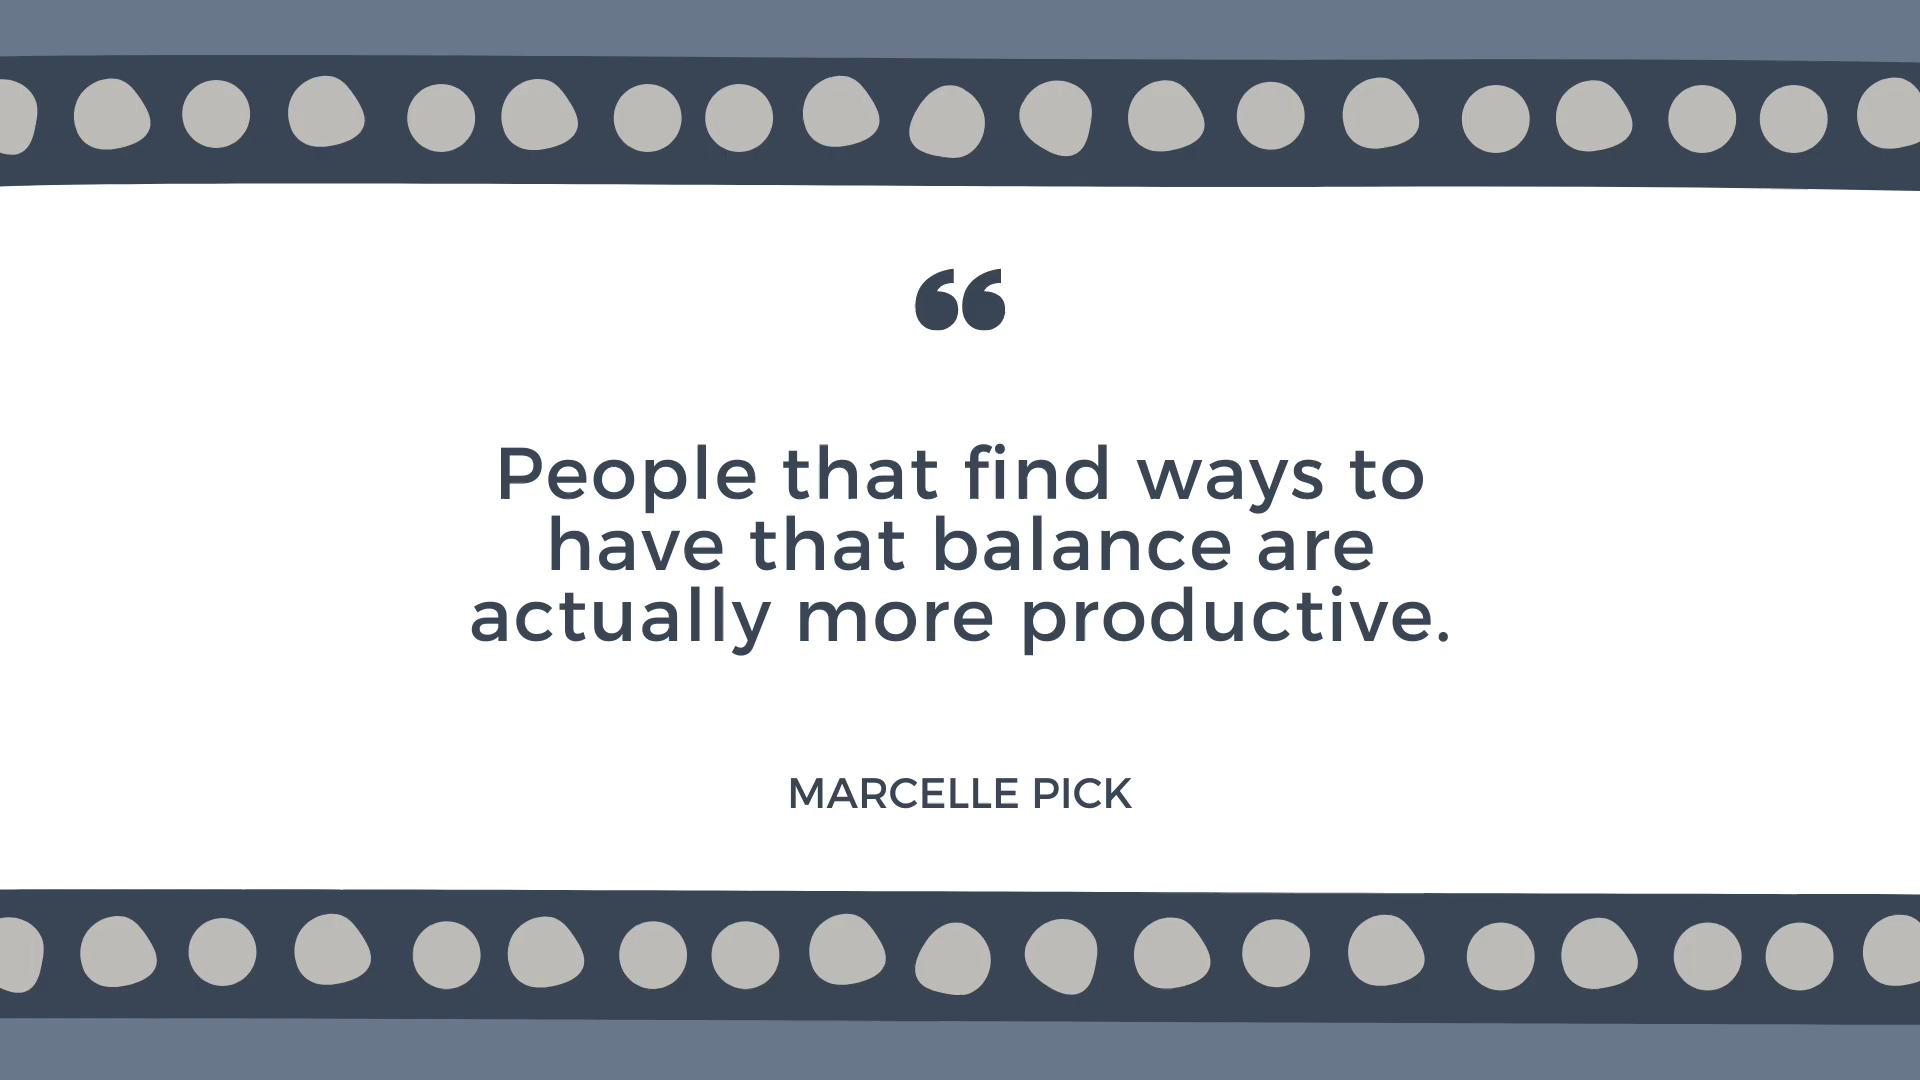 “
People that find ways to
have that balance are
actually more productive.
MARCELLE PICK